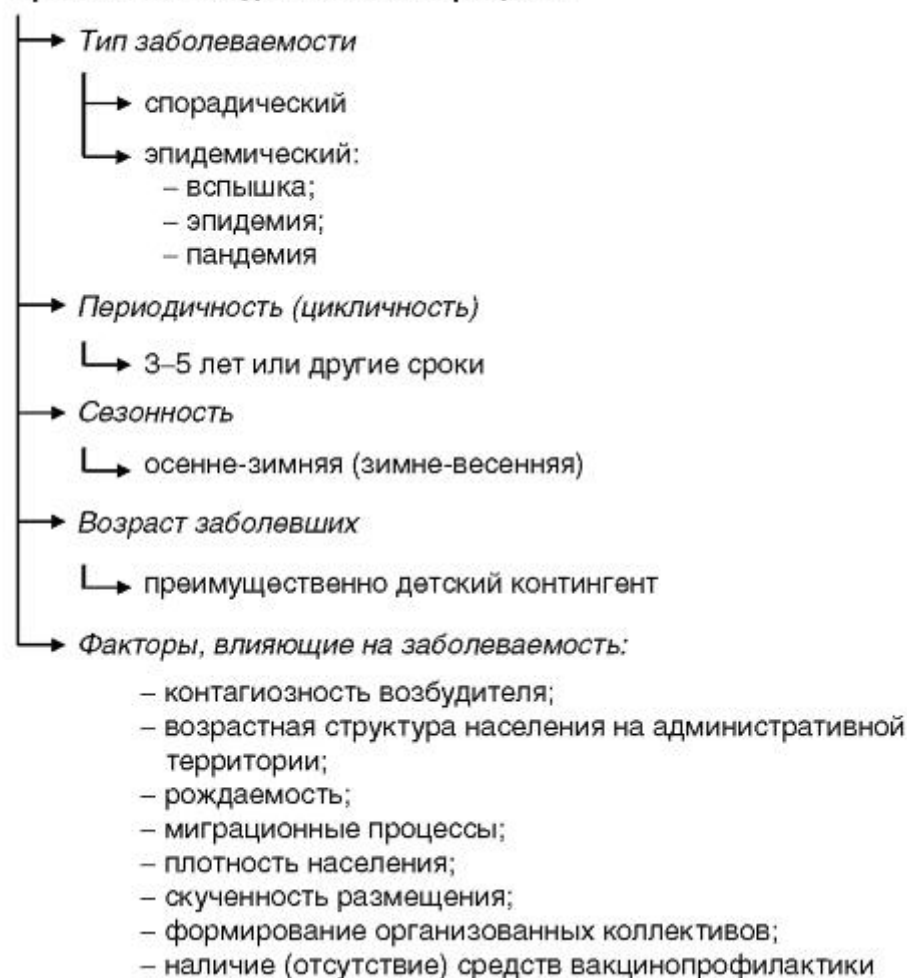 Тип заболеваемости
спорадический
эпидемический:
– вспышка;
– эпидемия;
– пандемия
Периодичность (цикличность)
3–5 лет или другие сроки
Сезонность
осенне-зимняя (зимне-весенняя)
Возраст заболевших
преимущественно детский контингент
Факторы, влияющие на заболеваемость:
– контагиозность возбудителя;
– возрастная структура населения на административной
территории;
– рождаемость;
– миграционные процессы;
– плотность населения;
– скученность размещения;
– формирование организованных коллективов;
– наличие (отсутствие) средств вакцинопрофилактики